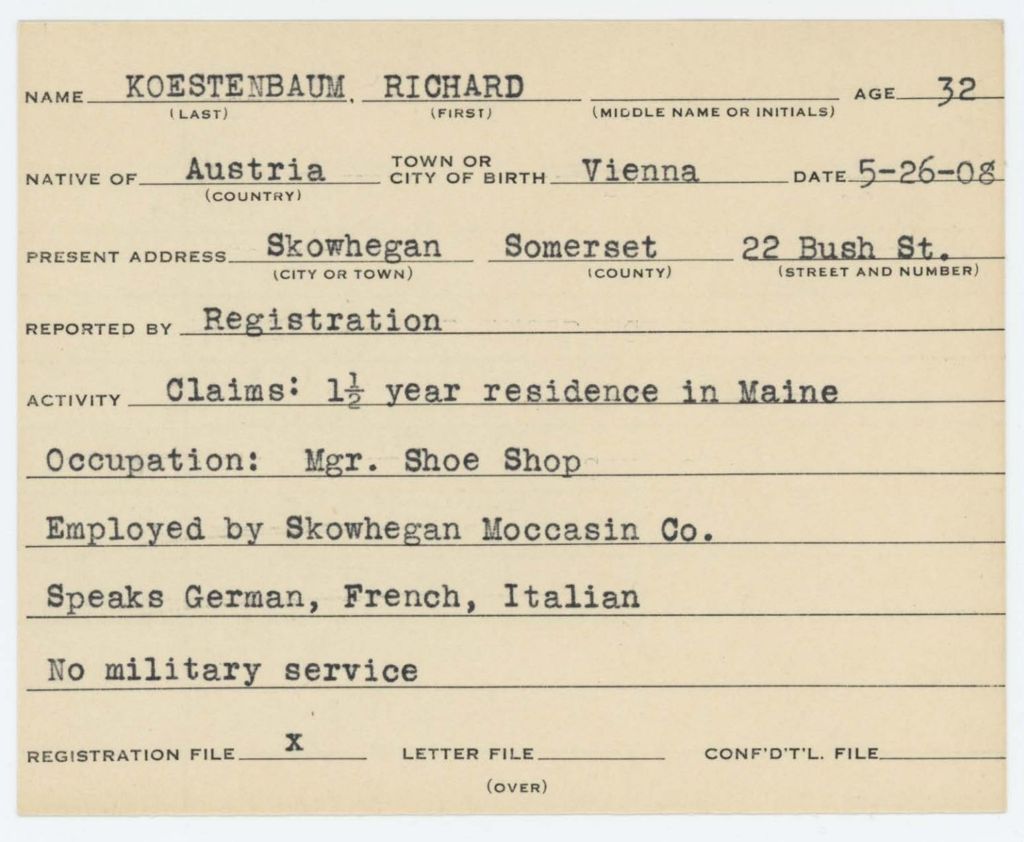 NAME KOESTENBAUM, RICHARD AGE 32
(LAST) (FIRST) (MIDDLE NAME OR INITIALS)
NATIVE OF Austria TOWN OR CITY OF BIRTH Vienna DATE 5-26-08
(COUNTRY)
PRESENT ADDRESS Skowhegan Somerset 22 Bush St.
(CITY OR TOWN) (COUNTY) (STREET AND NUMBER)
REPORTED BY Registration
ACTIVITY Claims: 1½ year residence in Maine
Occupation: Mgr. Shoe Shop
Employed by Skowhegan Moccasin Co.
Speaks German, French, Italian
No military service
REGISTRATION FILE X LETTER FILE CONF'D'T'L. FILE
(OVER)